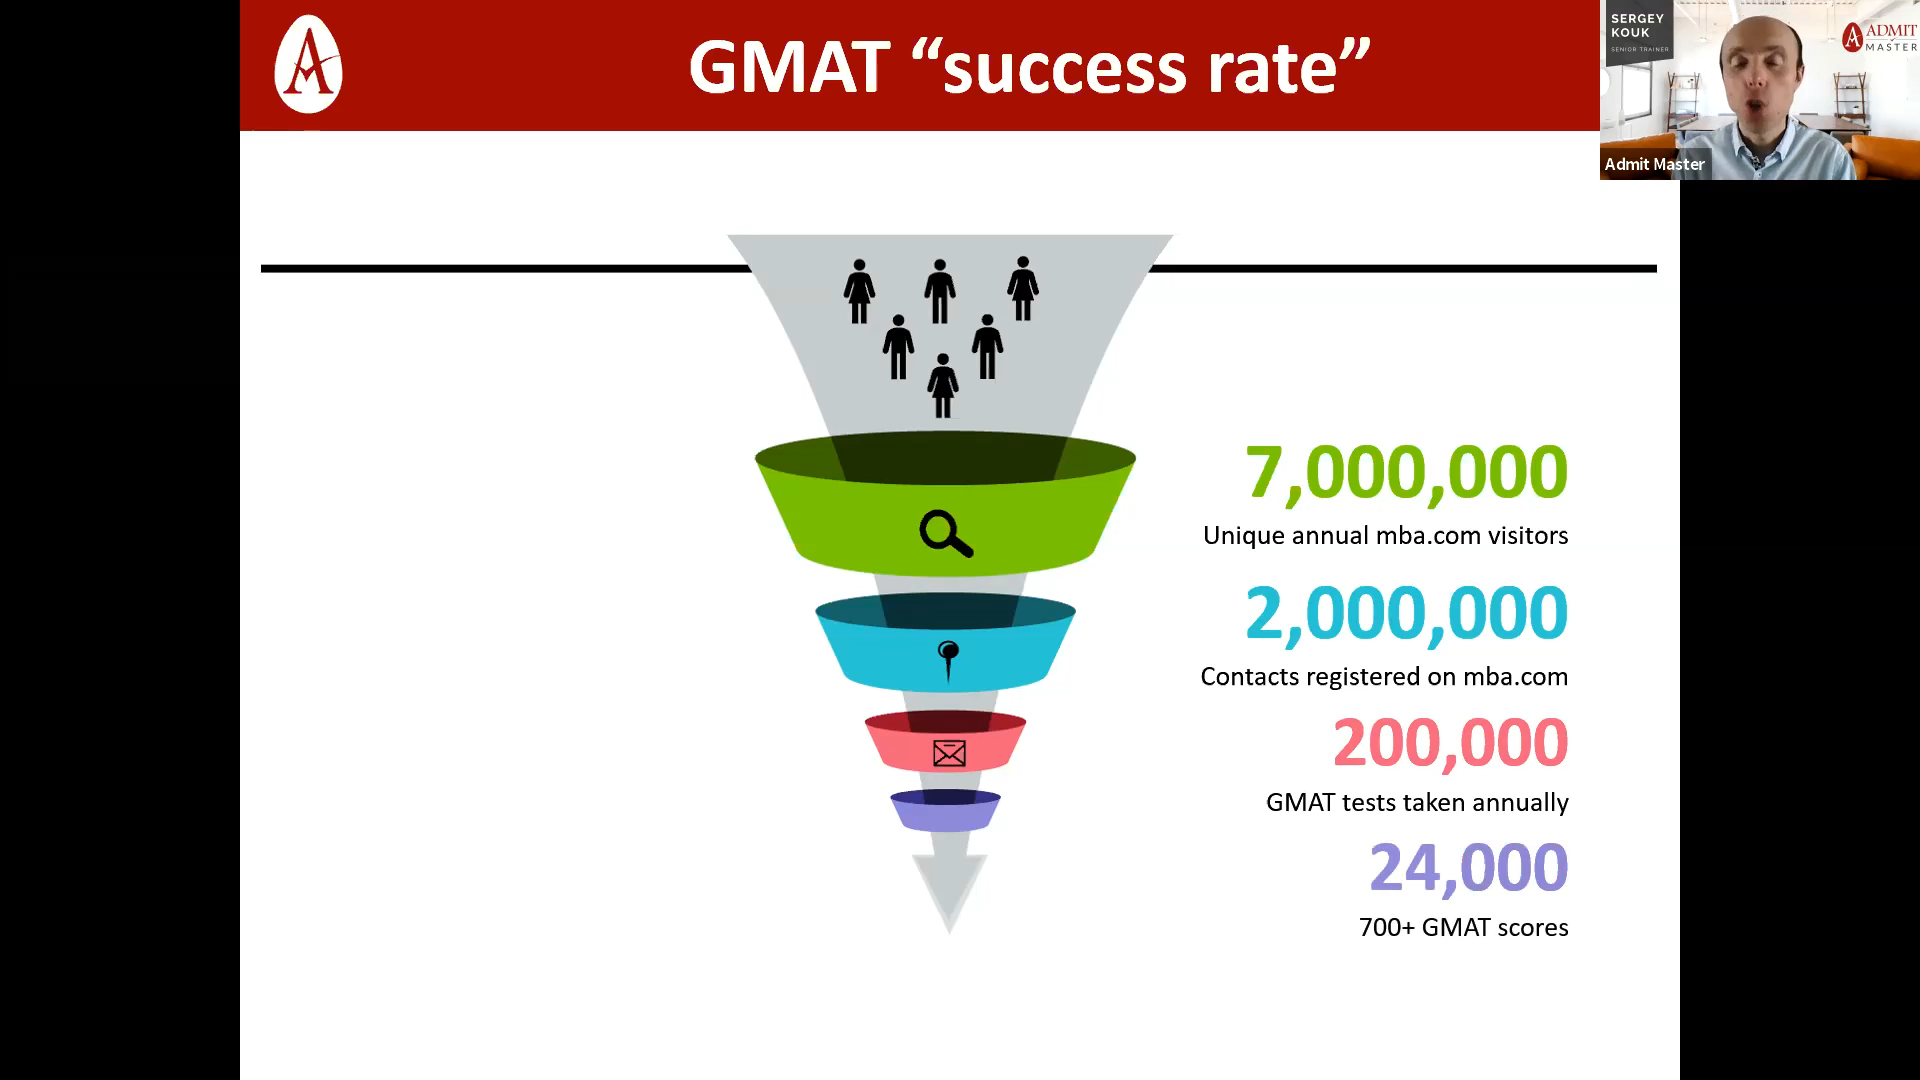 GMAT “success rate”
SERGEY
KOUK
SENIOR TRAINER
ADMIT
MASTER
Admit Master
7,000,000
Unique annual mba.com visitors
2,000,000
Contacts registered on mba.com
200,000
GMAT tests taken annually
24,000
700+ GMAT scores